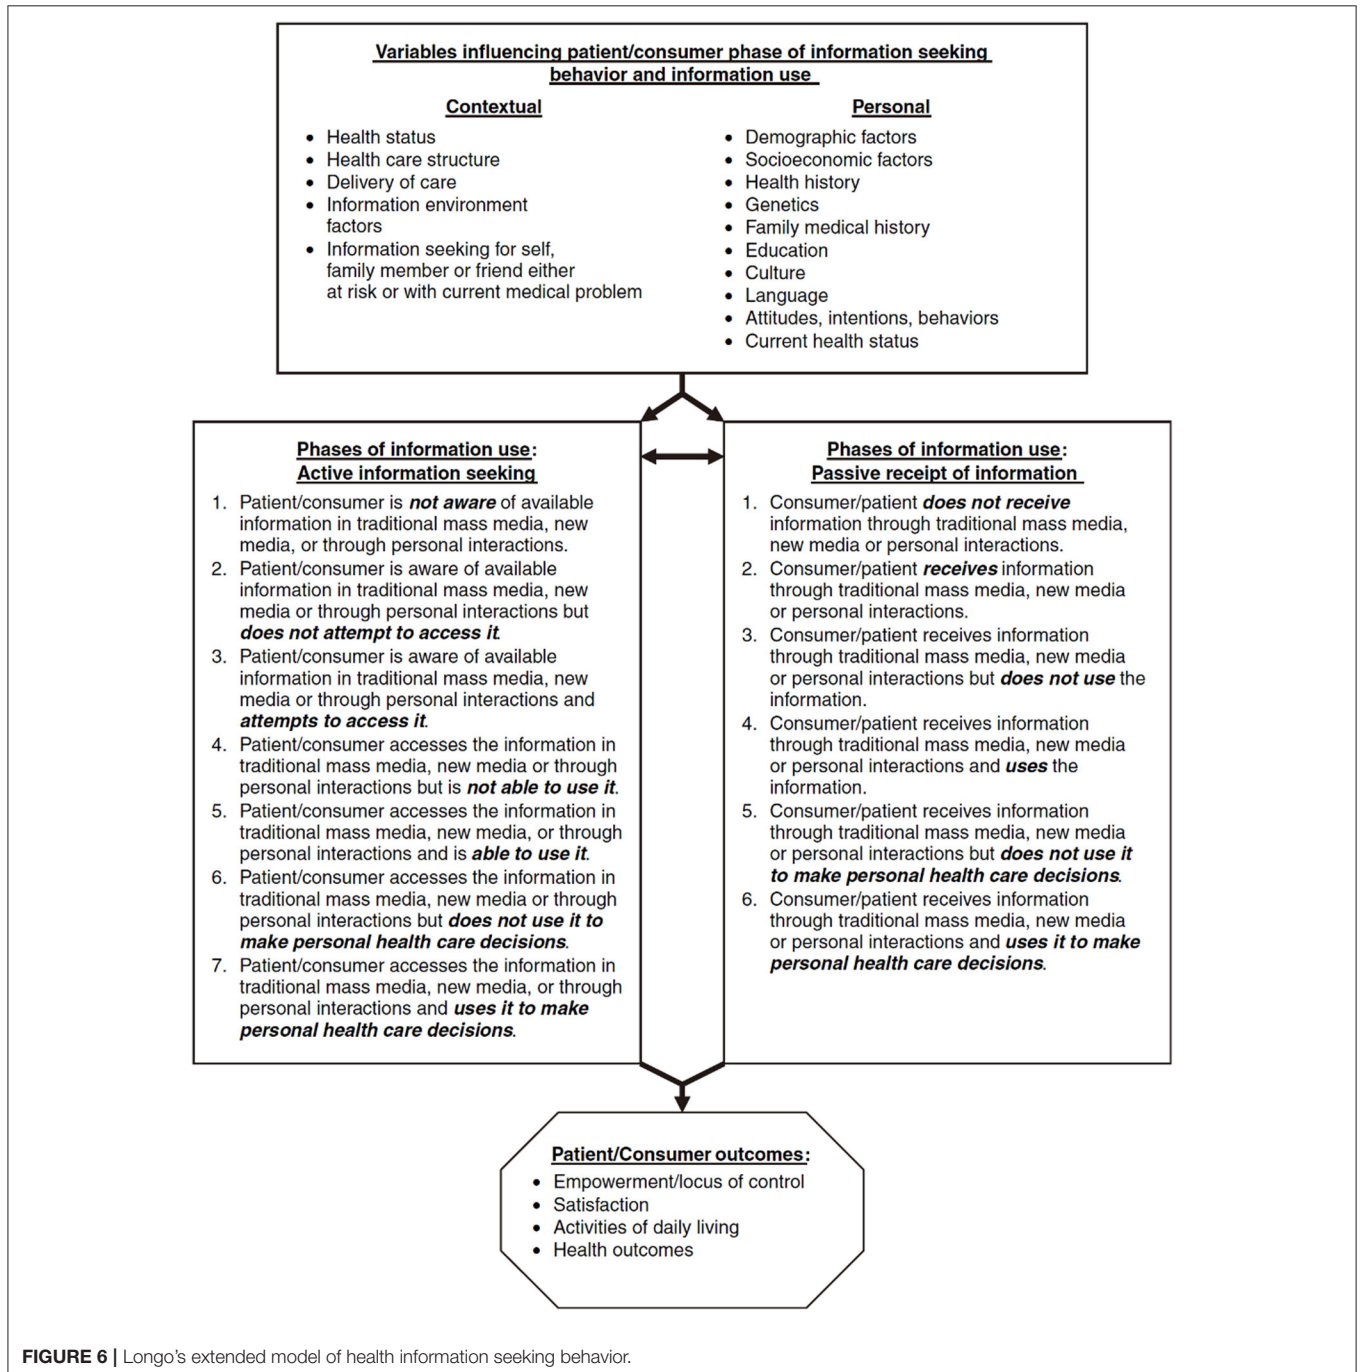 Variables influencing patient/consumer phase of information seeking
behavior and information use
Contextual
• Health status
• Health care structure
• Delivery of care
• Information environment
factors
• Information seeking for self,
family member or friend either
at risk or with current medical problem
Personal
• Demographic factors
• Socioeconomic factors
• Health history
• Genetics
• Family medical history
• Education
• Culture
• Language
• Attitudes, intentions, behaviors
• Current health status
Phases of information use:
Active information seeking
1. Patient/consumer is not aware of available
information in traditional mass media, new
media, or through personal interactions.
2. Patient/consumer is aware of available
information in traditional mass media, new
media or through personal interactions but
does not attempt to access it.
3. Patient/consumer is aware of available
information in traditional mass media, new
media or through personal interactions and
attempts to access it.
4. Patient/consumer accesses the information in
traditional mass media, new media or through
personal interactions but is not able to use it.
5. Patient/consumer accesses the information in
traditional mass media, new media, or through
personal interactions and is able to use it.
6. Patient/consumer accesses the information in
traditional mass media, new media or through
personal interactions but does not use it to
make personal health care decisions.
7. Patient/consumer accesses the information in
traditional mass media, new media, or through
personal interactions and uses it to make
personal health care decisions.
Phases of information use:
Passive receipt of information
1. Consumer/patient does not receive
information through traditional mass media,
new media or personal interactions.
2. Consumer/patient receives information
through traditional mass media, new media
or personal interactions.
3. Consumer/patient receives information
through traditional mass media, new media
or personal interactions but does not use the
information.
4. Consumer/patient receives information
through traditional mass media, new media
or personal interactions and uses the
information.
5. Consumer/patient receives information
through traditional mass media, new media
or personal interactions but does not use it
to make personal health care decisions.
6. Consumer/patient receives information
through traditional mass media, new media
or personal interactions and uses it to make
personal health care decisions.
Patient/Consumer outcomes:
• Empowerment/locus of control
• Satisfaction
• Activities of daily living
• Health outcomes
FIGURE 6 | Longo's extended model of health information seeking behavior.